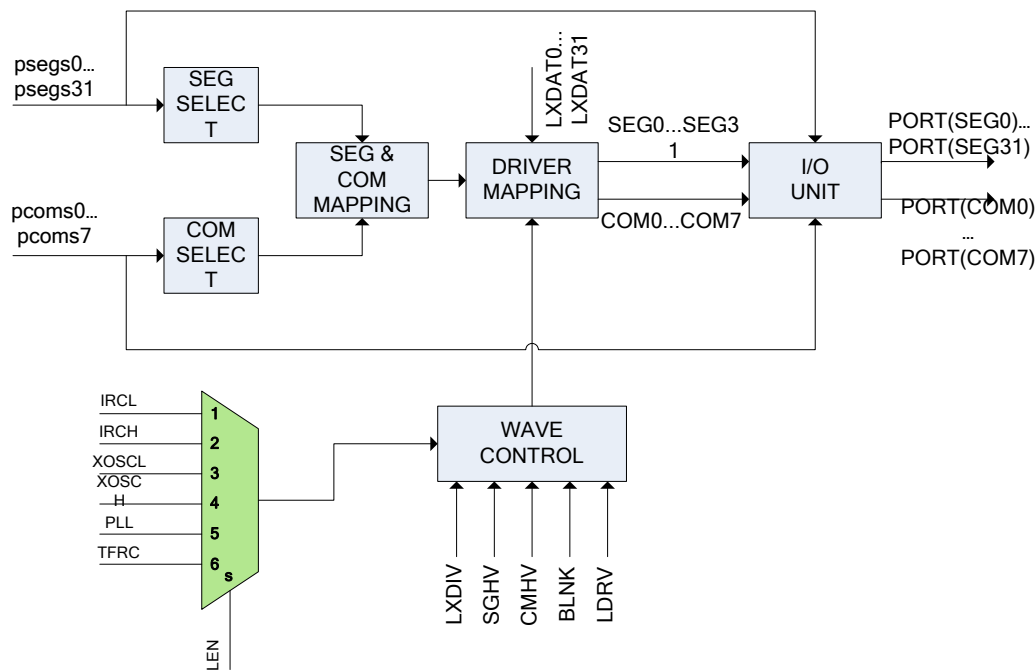 psegs0...
psegs31
SEG
SELEC
T
LXDAT0...
LXDAT31
SEG0...SEG3
1
PORT(SEG0)...
PORT(SEG31)
SEG &
COM
MAPPING
DRIVER
MAPPING
I/O
UNIT
pcoms0...
pcoms7
COM
SELEC
T
COM0...COM7
PORT(COM0)
...
PORT(COM7)
IRCL
1
IRCH
2
XOSCL
3
XOSC
H
4
PLL
5
TFRC
6
s
LEN
WAVE
CONTROL
LXDIV
SGHV
CMHV
BLNK
LDRV